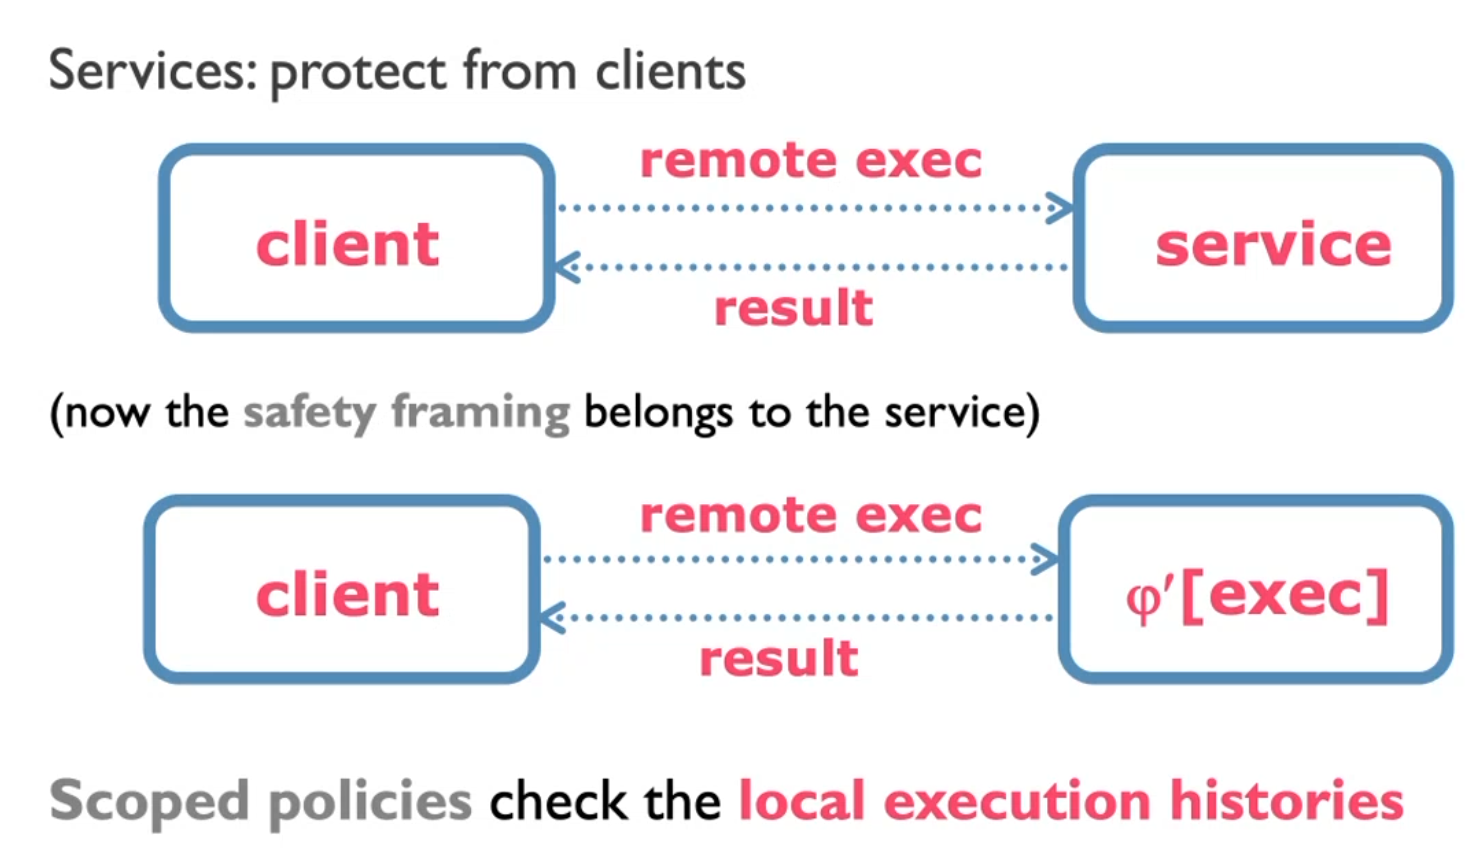 Services: protect from clients
remote exec
client
service
result
(now the safety framing belongs to the service)
remote exec
client
φ′[exec]
result
Scoped policies check the local execution histories